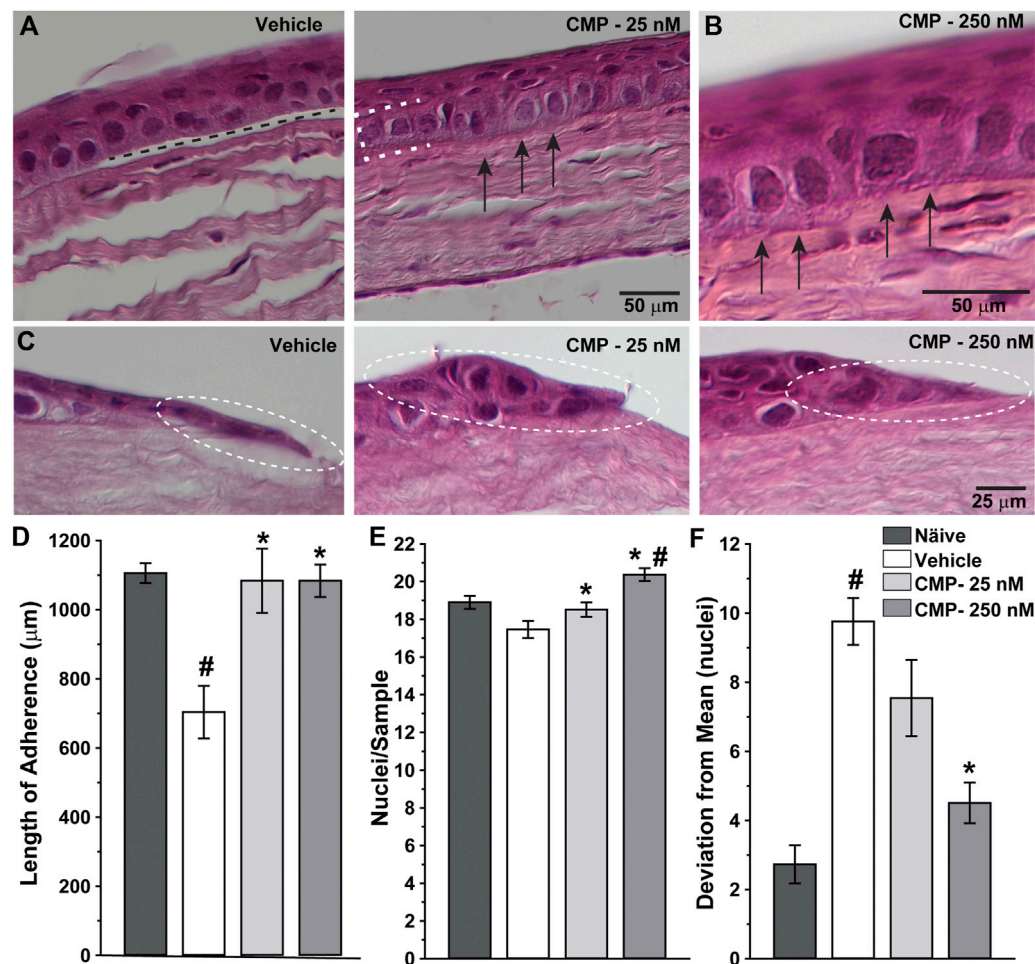 A
Vehicle
CMP - 25 nM
50 μm
B
CMP - 250 nM
50 μm
C
Vehicle
CMP - 25 nM
CMP - 250 nM
25 μm
D
Length of Adherence (μm)
1200
1000
800
600
400
200
0
#
*
*
E
Nuclei/Sample
22
20
18
16
14
12
10
8
6
4
2
0
*
* #
F
Deviation from Mean (nuclei)
12
10
8
6
4
2
0
#
*
Näive
Vehicle
CMP- 25 nM
CMP- 250 nM